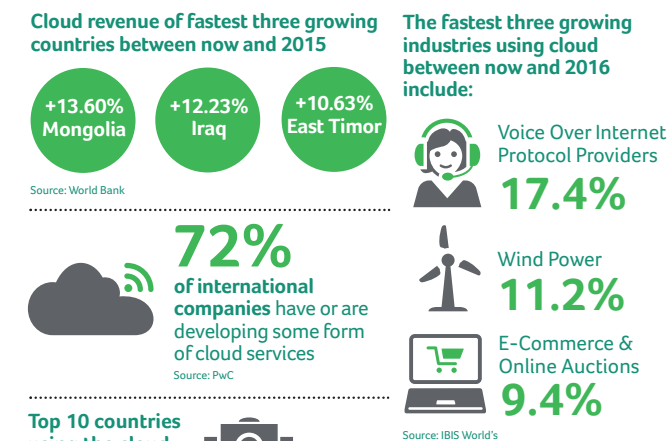 Cloud revenue of fastest three growing
countries between now and 2015
+13.60%
Mongolia
+12.23%
Iraq
+10.63%
East Timor
Source: World Bank
72%
of international
companies have or are
developing some form
of cloud services
Source: PwC
Top 10 countries
using the cloud
The fastest three growing
industries using cloud
between now and 2016
include:
Voice Over Internet
Protocol Providers
17.4%
Wind Power
11.2%
E-Commerce &
Online Auctions
9.4%
Source: IBIS World's